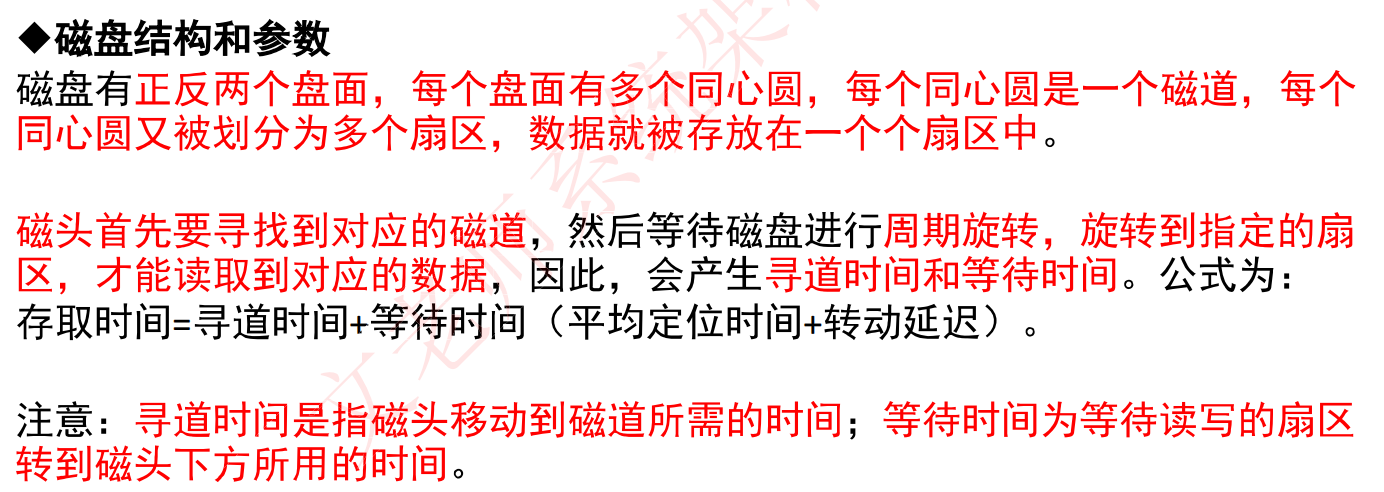 ◆磁盘结构和参数
磁盘有正反两个盘面，每个盘面有多个同心圆，每个同心圆是一个磁道，每个
同心圆又被划分为多个扇区，数据就被存放在一个个扇区中。
磁头首先要寻找到对应的磁道，然后等待磁盘进行周期旋转，旋转到指定的扇
区，才能读取到对应的数据，因此，会产生寻道时间和等待时间。公式为：
存取时间=寻道时间+等待时间（平均定位时间+转动延迟）。
注意：寻道时间是指磁头移动到磁道所需的时间；等待时间为等待读写的扇区
转到磁头下方所用的时间。
文老师系统架